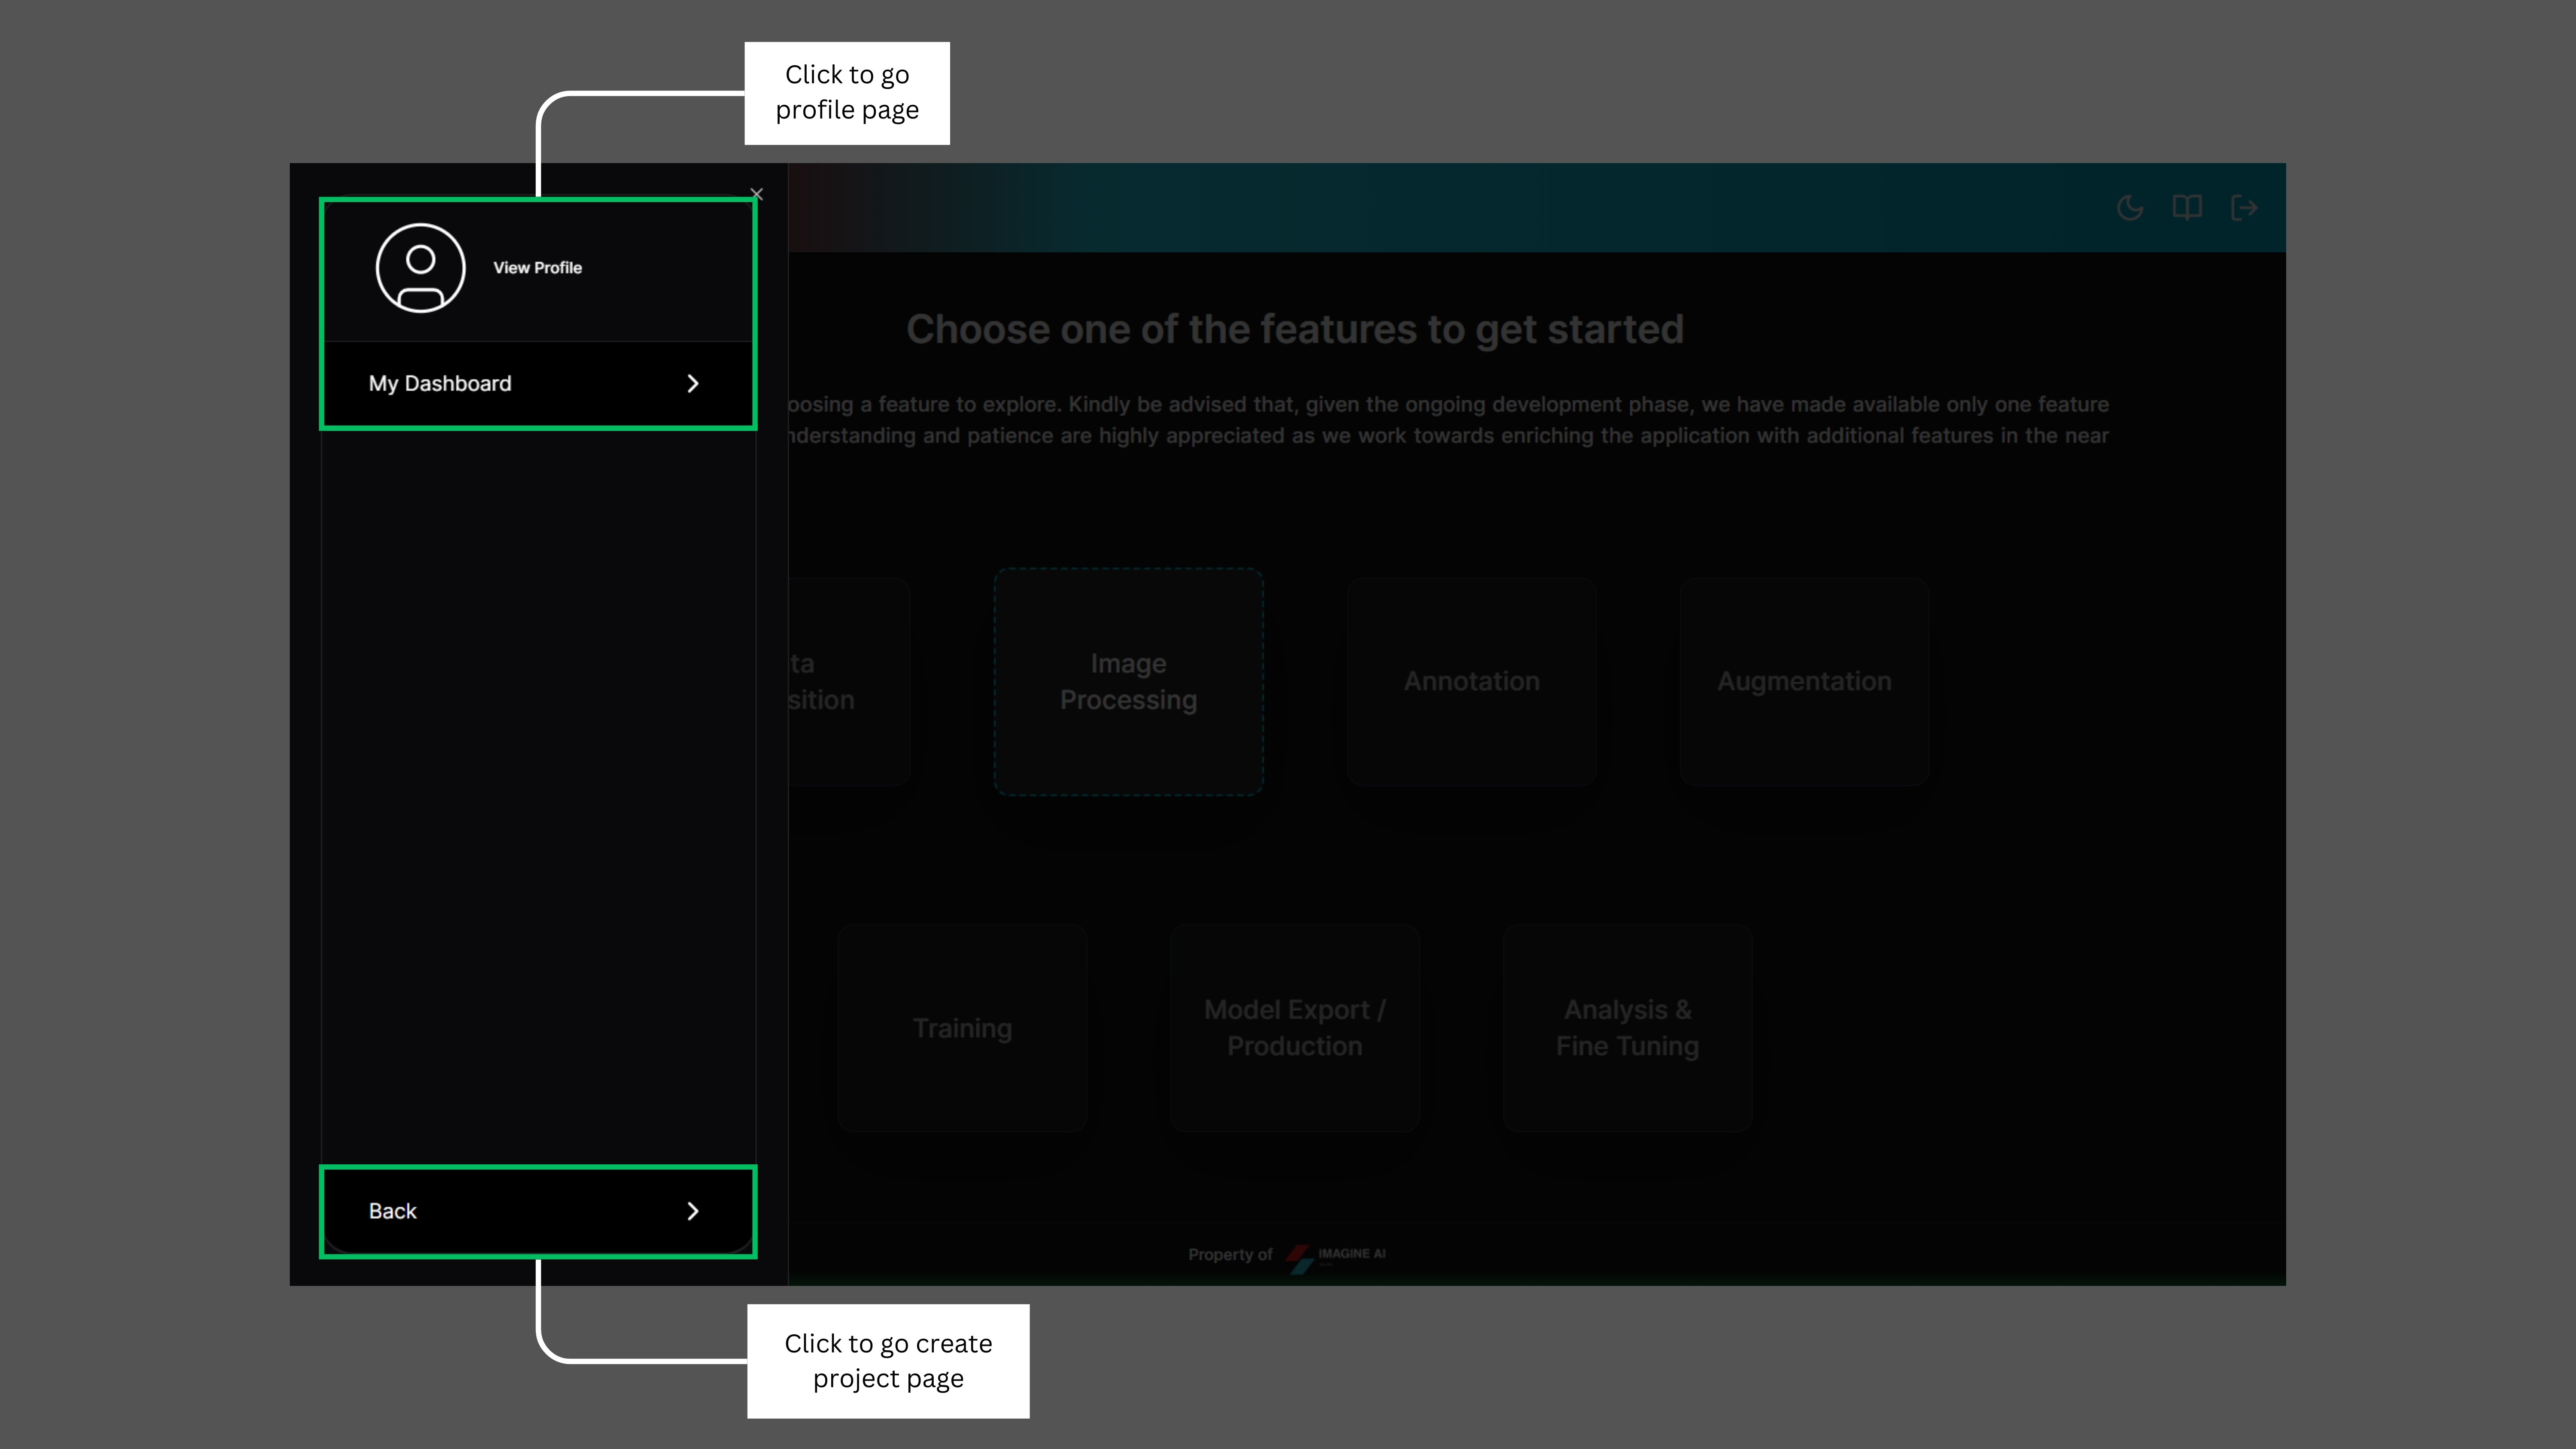 Click to go
profile page
View Profile
My Dashboard
Choose one of the features to get started
oosing a feature to explore. Kindly be advised that, given the ongoing development phase, we have made available only one feature
nderstanding and patience are highly appreciated as we work towards enriching the application with additional features in the near
ta
sition
Image
Processing
Annotation
Augmentation
Training
Model Export /
Production
Analysis &
Fine Tuning
Back
Property of
IMAGINE AI
Click to go create
project page